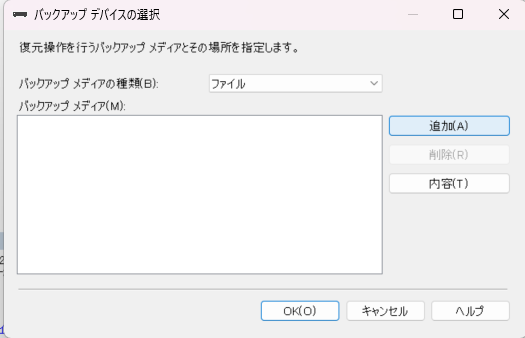 バックアップ デバイスの選択
復元操作を行うバックアップ メディアとその場所を指定します。
バックアップ メディアの種類(B):
ファイル
バックアップ メディア(M):
追加(A)
削除(R)
内容(T)
OK(O)
キャンセル
ヘルプ